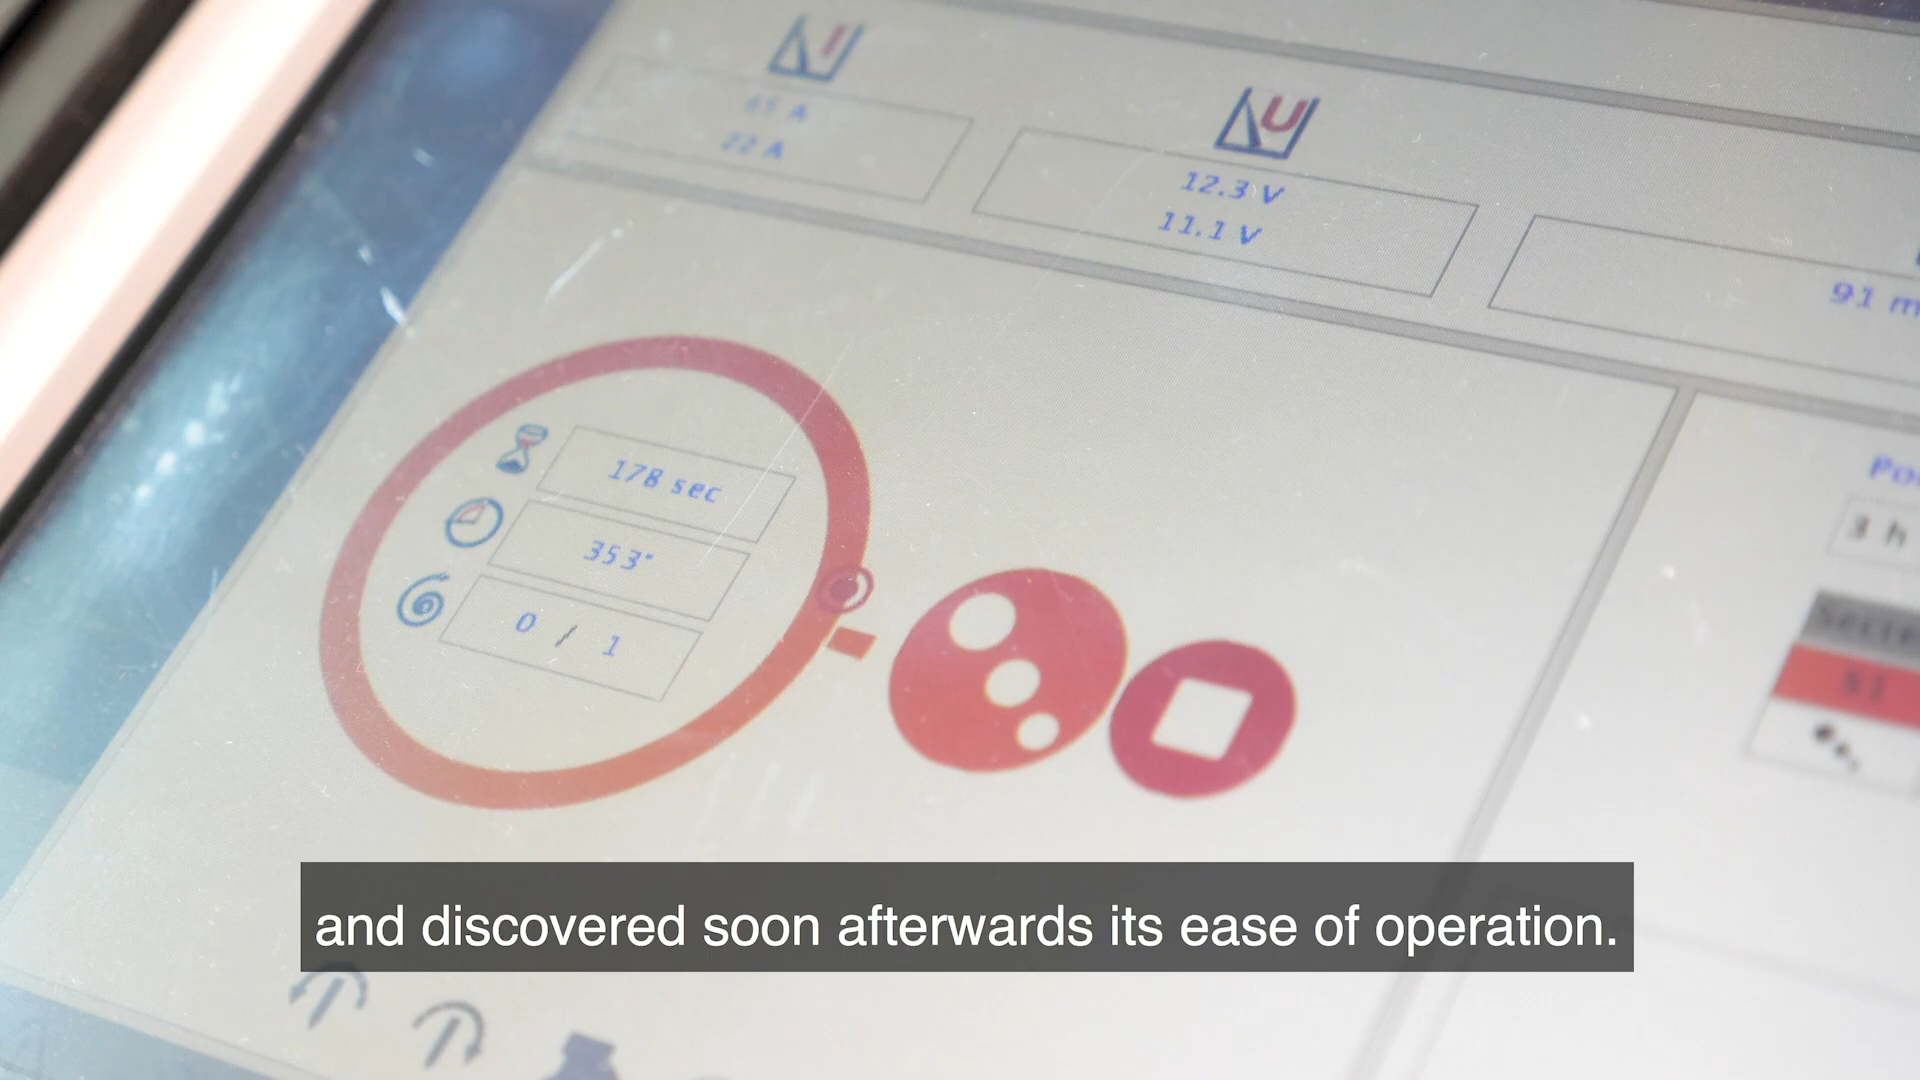 I
U
22 A
12.3 V
11.1 V
91 m
178 sec
353°
0 / 1
3 h
and discovered soon afterwards its ease of operation.